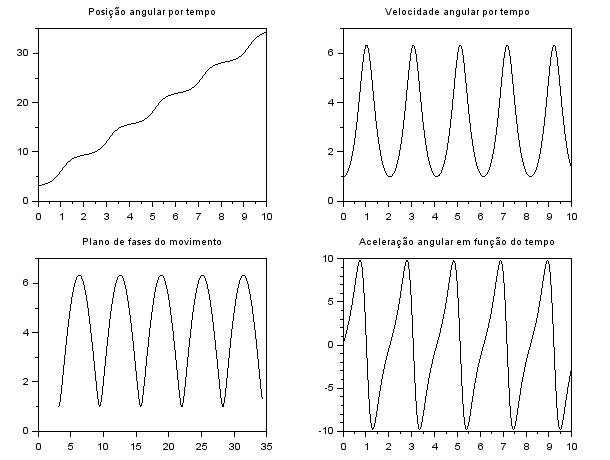 Posição angular por tempo
30
20
10
0
0 1 2 3 4 5 6 7 8 9 10
Velocidade angular por tempo
6
4
2
0
0 1 2 3 4 5 6 7 8 9 10
Plano de fases do movimento
6
4
2
0
0 5 10 15 20 25 30 35
Aceleração angular em função do tempo
10
5
0
-5
-10
0 1 2 3 4 5 6 7 8 9 10